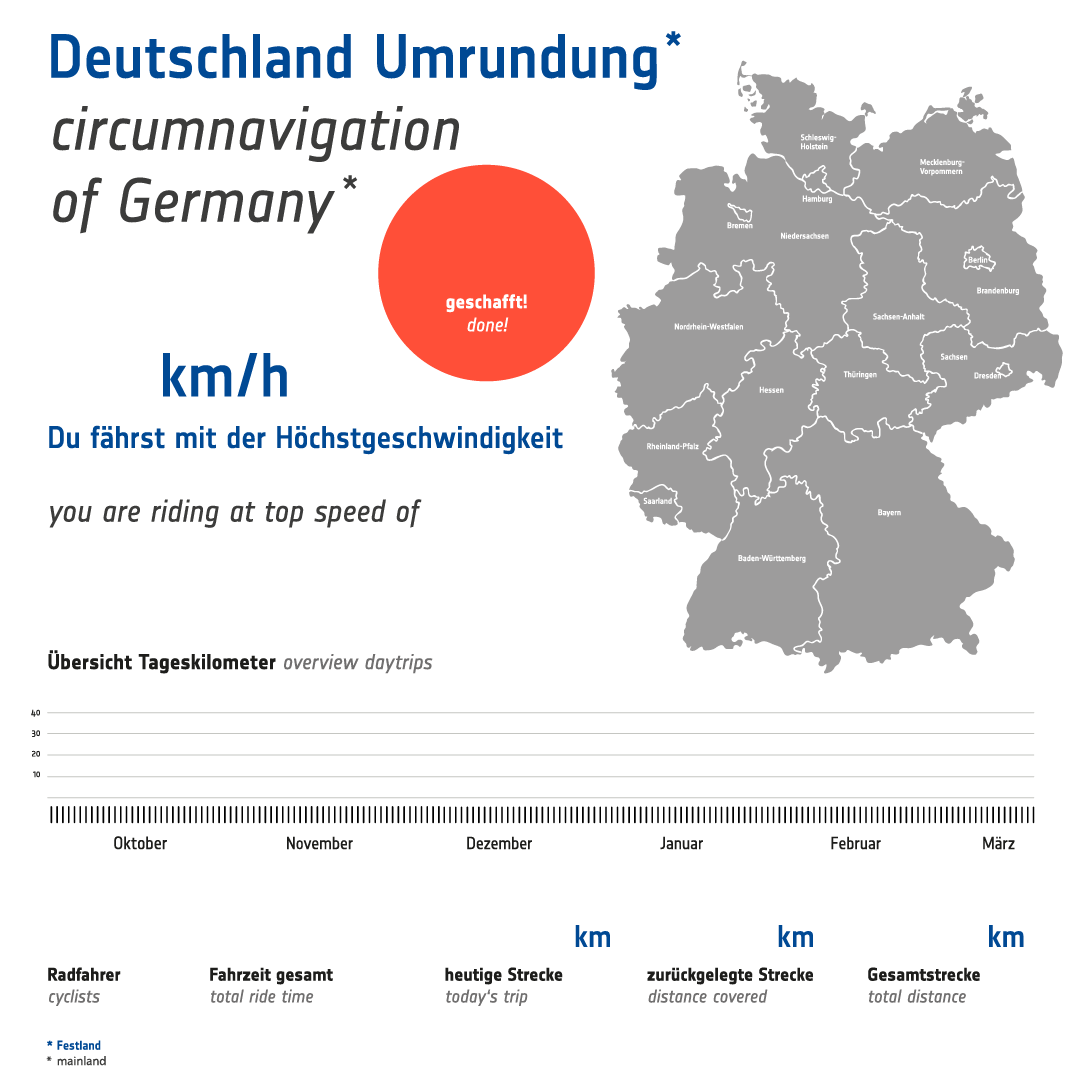 Deutschland Umrundung*
circumnavigation
of Germany*
geschafft!
done!
km/h
Du fährst mit der Höchstgeschwindigkeit
you are riding at top speed of
Schleswig-
Holstein
Mecklenburg-
Vorpommern
Hamburg
Bremen
Niedersachsen
Berlin
Brandenburg
Sachsen-Anhalt
Nordrhein-Westfalen
Sachsen
Dresden
Thüringen
Hessen
Rheinland-Pfalz
Saarland
Bayern
Baden-Württemberg
Übersicht Tageskilometer overview daytrips
40
30
20
10
Oktober November Dezember Januar Februar März
km km km
Radfahrer Fahrzeit gesamt heutige Strecke zurückgelegte Strecke Gesamtstrecke
cyclists total ride time today's trip distance covered total distance
* Festland
* mainland